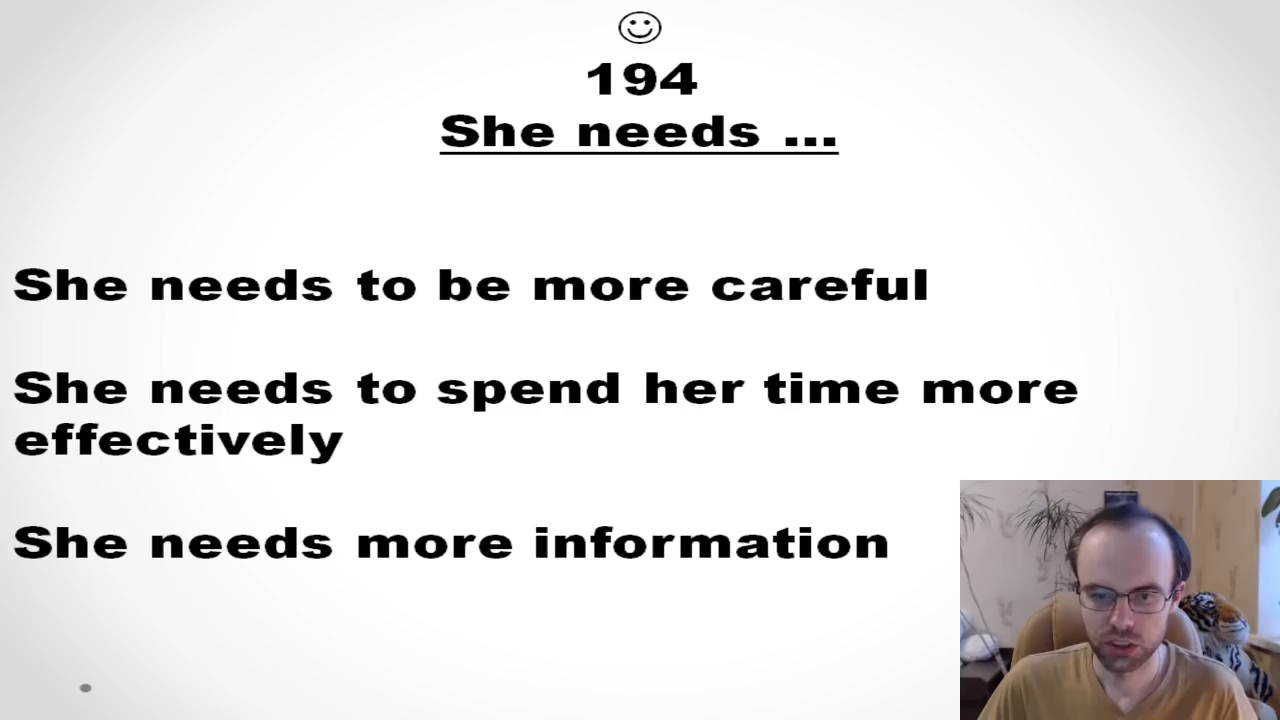 ☺
194
She needs ...
She needs to be more careful
She needs to spend her time more
effectively
She needs more information